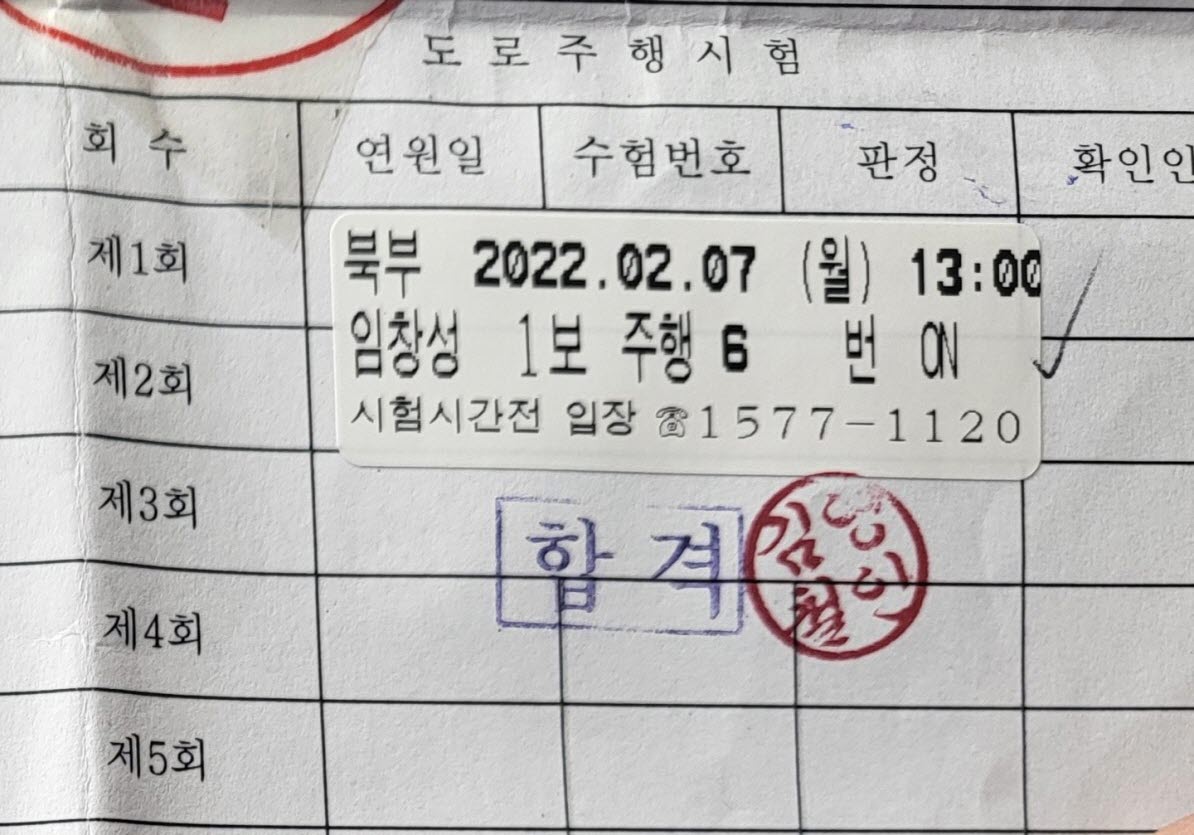 도로주행시험
회 수 연원일 수험번호 판정 확인인
제1회
북부 2022.02.07 (월) 13:00
임창성 1보 주행 6 번 ON
제2회
시험시간전 입장 ☏1577-1120
제3회
합 격
제4회
제5회